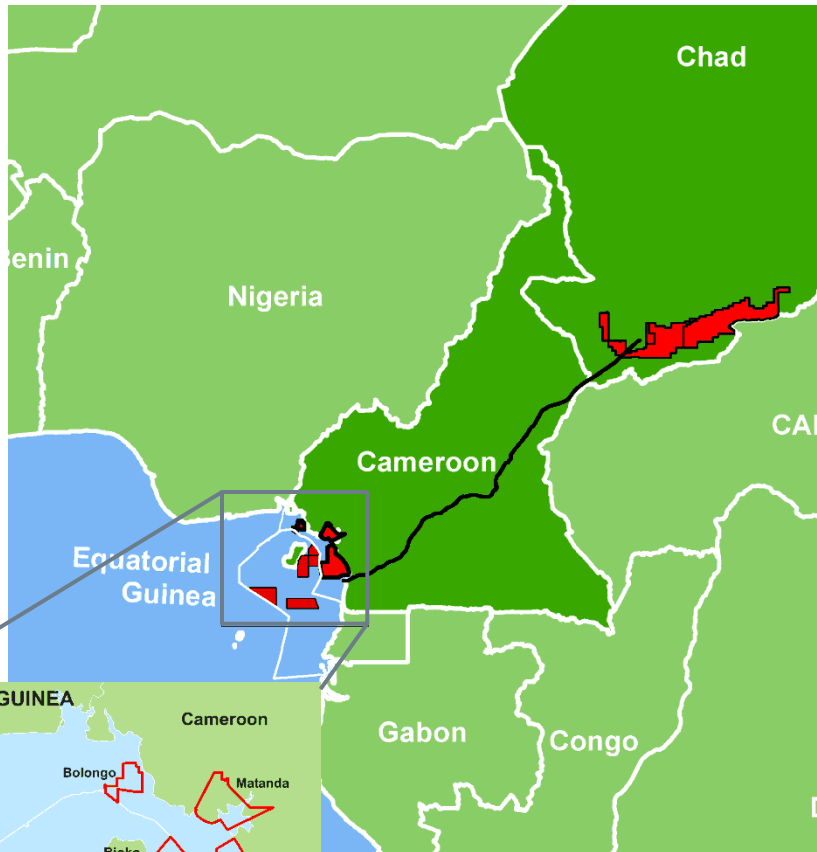 Chad
enin
Nigeria
CA
Cameroon
Equatorial
Guinea
GUINEA
Cameroon
Gabon
Congo
Bolongo
Matanda